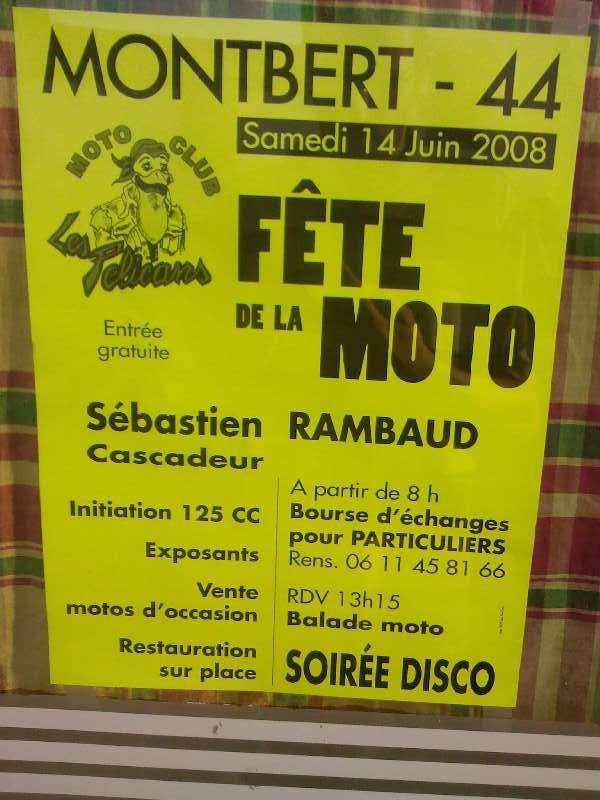 MONTBERT - 44
Samedi 14 Juin 2008
MOTO CLUB
Les Pelicans
FÊTE
DE LA MOTO
Entrée
gratuite
Sébastien RAMBAUD
Cascadeur
Initiation 125 CC
Exposants
Vente
motos d'occasion
Restauration
sur place
A partir de 8 h
Bourse d'échanges
pour PARTICULIERS
Rens. 06 11 45 81 66
RDV 13h15
Balade moto
SOIRÉE DISCO